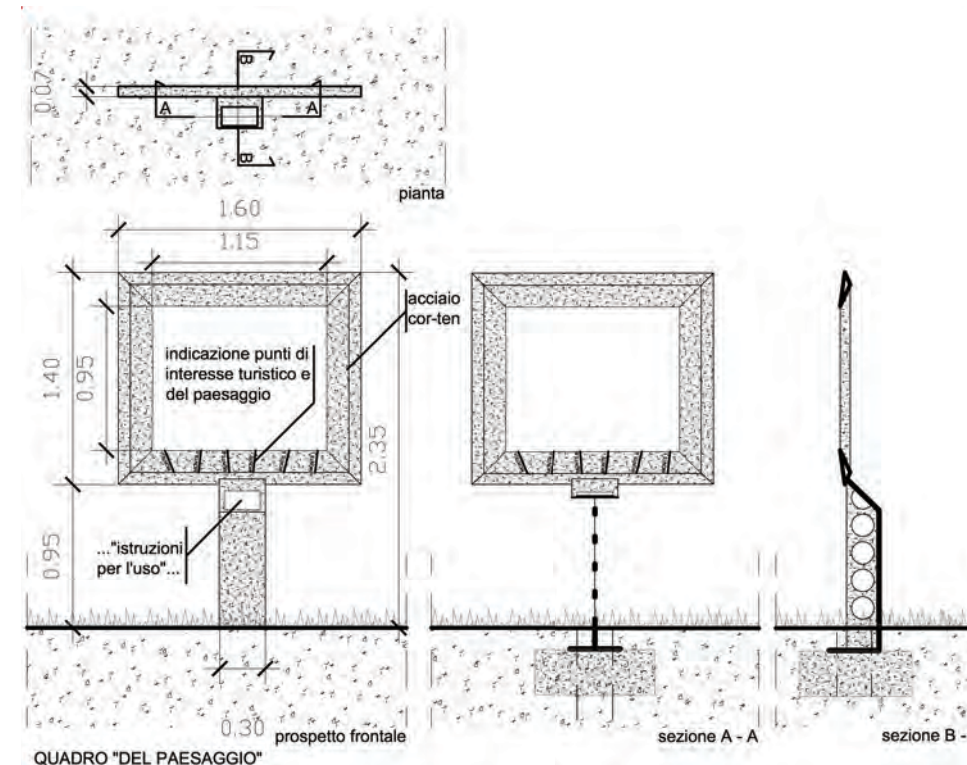 B
0.07
A
A
B
pianta
1.60
1.15
acciaio
cor-ten
indicazione punti di
interesse turistico e
del paesaggio
1.40
0.95
2.35
0.95
..."istruzioni
per l'uso"...
0.30
prospetto frontale
sezione A - A
sezione B -
QUADRO "DEL PAESAGGIO"